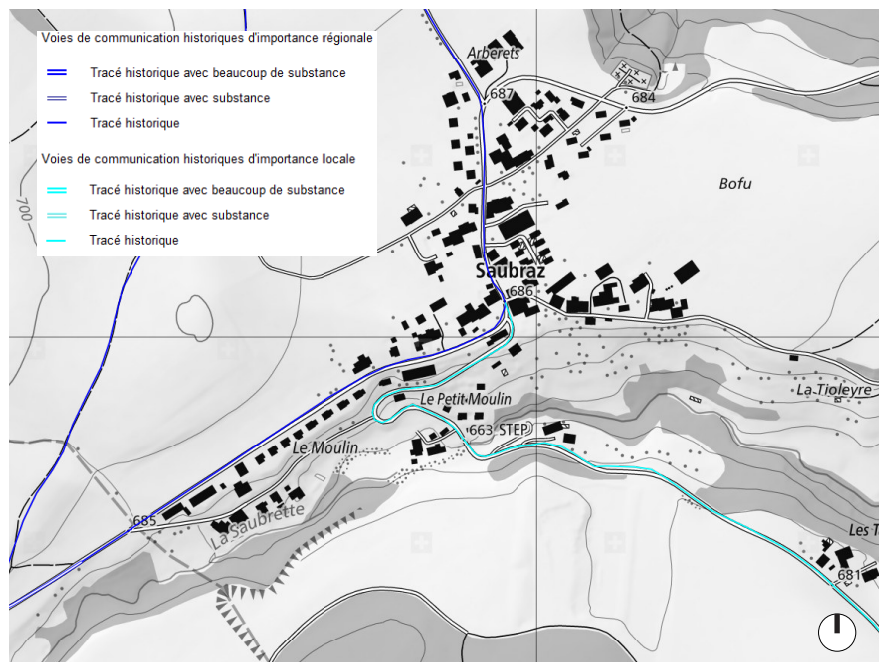 Voies de communication historiques d'importance régionale
Tracé historique avec beaucoup de substance
Tracé historique avec substance
Tracé historique
Voies de communication historiques d'importance locale
Tracé historique avec beaucoup de substance
Tracé historique avec substance
Tracé historique
Arberets
687
684
Bofu
700
Saubraz
686
La Tioleyre
Le Petit Moulin
663 STEP
Le Moulin
685
La Saubrette
Les T
681